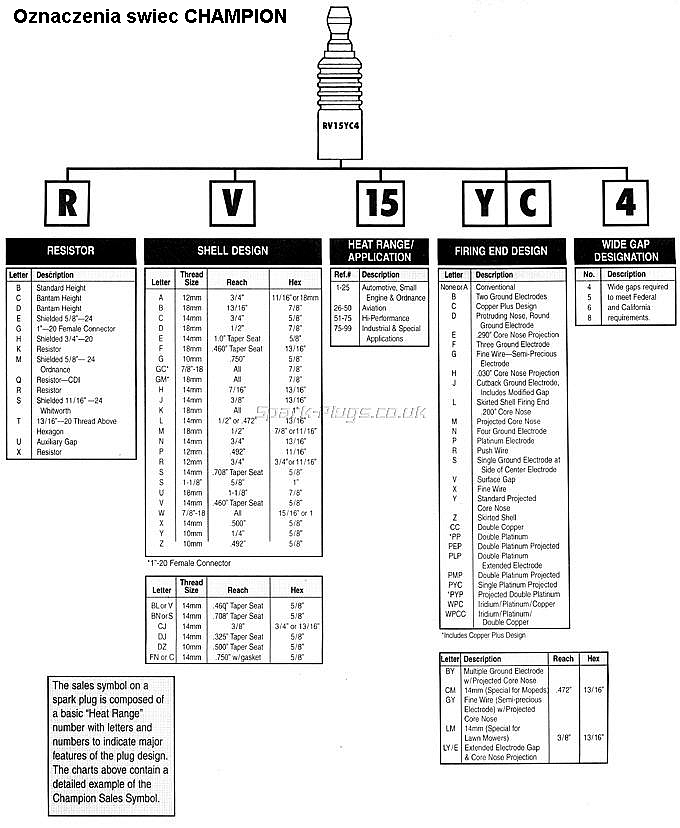 Oznaczenia swiec CHAMPION
RV15YC4
R V 15 Y C 4
RESISTOR
Letter Description
B Standard Height
C Bantam Height
D Bantam Height
E Shielded 5/8"—24
G 1"—20 Female Connector
H Shielded 3/4"—20
K Resistor
M Shielded 5/8"— 24
Ordnance
Q Resistor—CDI
R Resistor
S Shielded 11/16" —24
Whitworth
T 13/16"—20 Thread Above
Hexagon
U Auxiliary Gap
X Resistor
SHELL DESIGN
Thread
Letter Size Reach Hex
A 12mm 3/4" 11/16" or 18mm
B 18mm 13/16" 7/8"
C 14mm 3/4" 5/8"
D 18mm 1/2" 7/8"
E 14mm 1.0" Taper Seat 5/8"
F 18mm .460" Taper Seat 13/16"
G 10mm .750" 5/8"
GC* 7/8"-18 All 7/8"
GM* 18mm All 7/8"
H 14mm 7/16" 13/16"
J 14mm 3/8" 13/16"
K 18mm All 1"
L 14mm 1/2" or .472" 13/16"
M 18mm 1/2" 7/8" or 11/16"
N 14mm 3/4" 13/16"
P 12mm .492" 11/16"
R 12mm 3/4" 3/4" or 11/16"
S 14mm .708" Taper Seat 5/8"
S 1-1/8" 5/8" 1"
U 18mm 1-1/8" 7/8"
V 14mm .460" Taper Seat 5/8"
W 7/8"-18 All 15/16" or 1
X 14mm .500" 5/8"
Y 10mm 1/4" 5/8"
Z 10mm .492" 5/8"
*1"-20 Female Connector
Thread
Letter Size Reach Hex
BL or V 14mm .460" Taper Seat 5/8"
BN or S 14mm .708" Taper Seat 5/8"
CJ 14mm 3/8" 3/4" or 13/16"
DJ 14mm .325" Taper Seat 5/8"
DZ 10mm .500" Taper Seat 5/8"
FN or C 14mm .750" w/gasket 5/8"
HEAT RANGE/
APPLICATION
Ref.# Description
1-25 Automotive, Small
Engine & Ordnance
26-50 Aviation
51-75 Hi-Performance
75-99 Industrial & Special
Applications
FIRING END DESIGN
Letter Description
None or A Conventional
B Two Ground Electrodes
C Copper Plus Design
D Protruding Nose, Round
Ground Electrode
E .290" Core Nose Projection
F Three Ground Electrode
G Fine Wire—Semi-Precious
Electrode
H .030" Core Nose Projection
J Cutback Ground Electrode,
Includes Modified Gap
L Skirted Shell Firing End
.200" Core Nose
M Projected Core Nose
N Four Ground Electrode
P Platinum Electrode
R Push Wire
S Single Ground Electrode at
Side of Center Electrode
V Surface Gap
X Fine Wire
Y Standard Projected
Core Nose
Z Skirted Shell
CC Double Copper
*PP Double Platinum
PEP Double Platinum Projected
PLP Double Platinum
Extended Electrode
PMP Double Platinum Projected
PYC Single Platinum Projected
*PYP Projected Double Platinum
WPC Iridium/Platinum/Copper
WPCC Iridium/Platinum/
Double Copper
*Includes Copper Plus Design
Letter Description Reach Hex
BY Multiple Ground Electrode
w/Projected Core Nose
CM 14mm (Special for Mopeds) .472" 13/16"
GY Fine Wire (Semi-precious
Electrode) w/Projected
Core Nose
LM 14mm (Special for
Lawn Mowers) 3/8" 13/16"
LY/E Extended Electrode Gap
& Core Nose Projection
WIDE GAP
DESIGNATION
No. Description
4 Wide gaps required
5 to meet Federal
6 and California
8 requirements.
Spark-Plugs.co.uk
The sales symbol on a
spark plug is composed of
a basic "Heat Range"
number with letters and
numbers to indicate major
features of the plug design.
The charts above contain a
detailed example of the
Champion Sales Symbol.